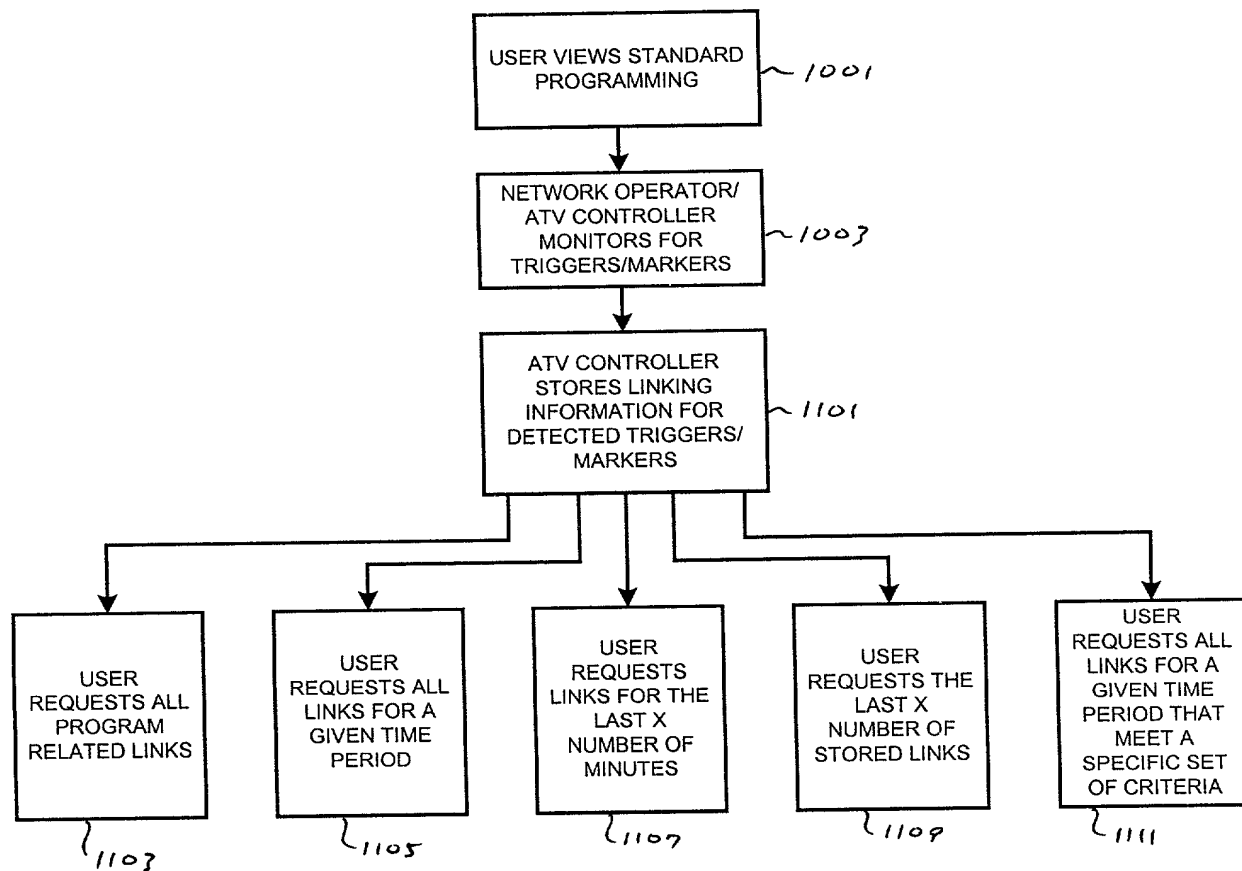 USER VIEWS STANDARD
PROGRAMMING
1001
NETWORK OPERATOR/
ATV CONTROLLER
MONITORS FOR
TRIGGERS/MARKERS
1003
ATV CONTROLLER
STORES LINKING
INFORMATION FOR
DETECTED TRIGGERS/
MARKERS
1101
USER
REQUESTS ALL
PROGRAM
RELATED LINKS
1103
USER
REQUESTS ALL
LINKS FOR A
GIVEN TIME
PERIOD
1105
USER
REQUESTS
LINKS FOR THE
LAST X
NUMBER OF
MINUTES
1107
USER
REQUESTS THE
LAST X
NUMBER OF
STORED LINKS
1109
USER
REQUESTS ALL
LINKS FOR A
GIVEN TIME
PERIOD THAT
MEET A
SPECIFIC SET
OF CRITERIA
1111